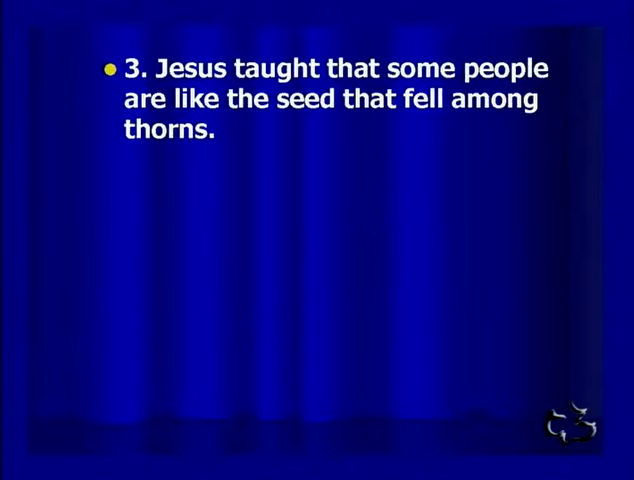 3. Jesus taught that some people
are like the seed that fell among
thorns.